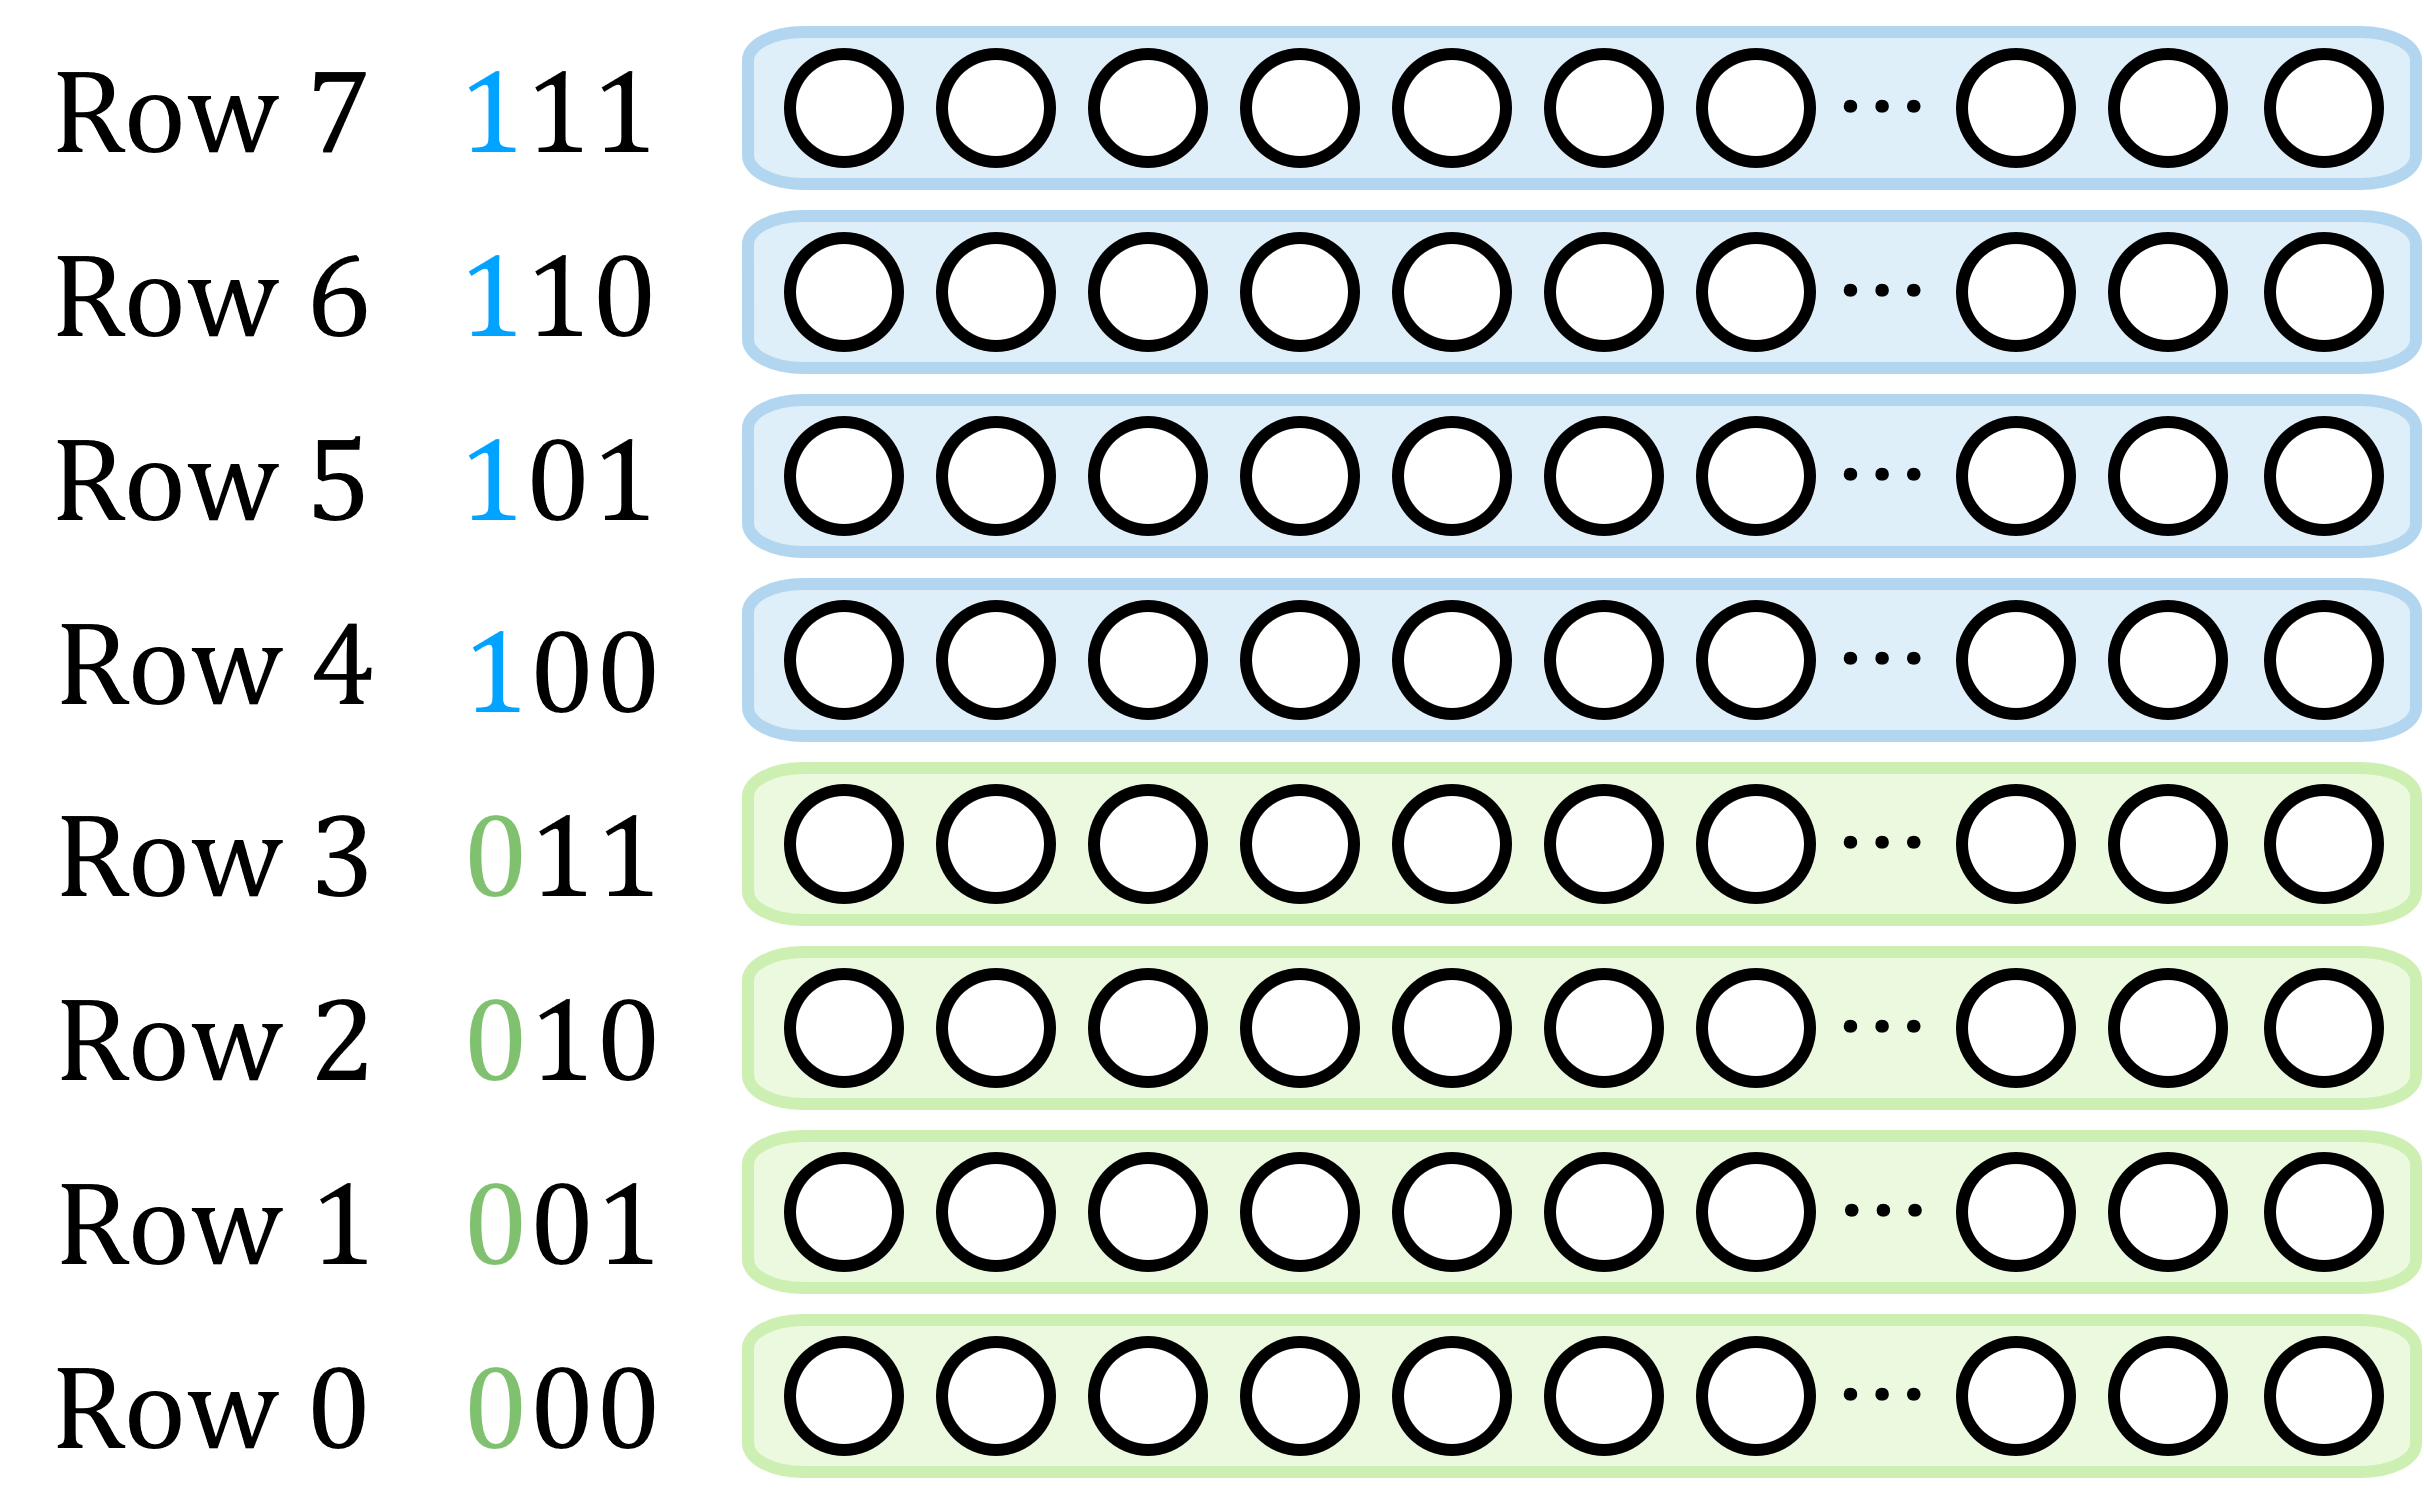 Row 7 111 ...
Row 6 110 ...
Row 5 101 ...
Row 4 100 ...
Row 3 011 ...
Row 2 010 ...
Row 1 001 ...
Row 0 000 ...